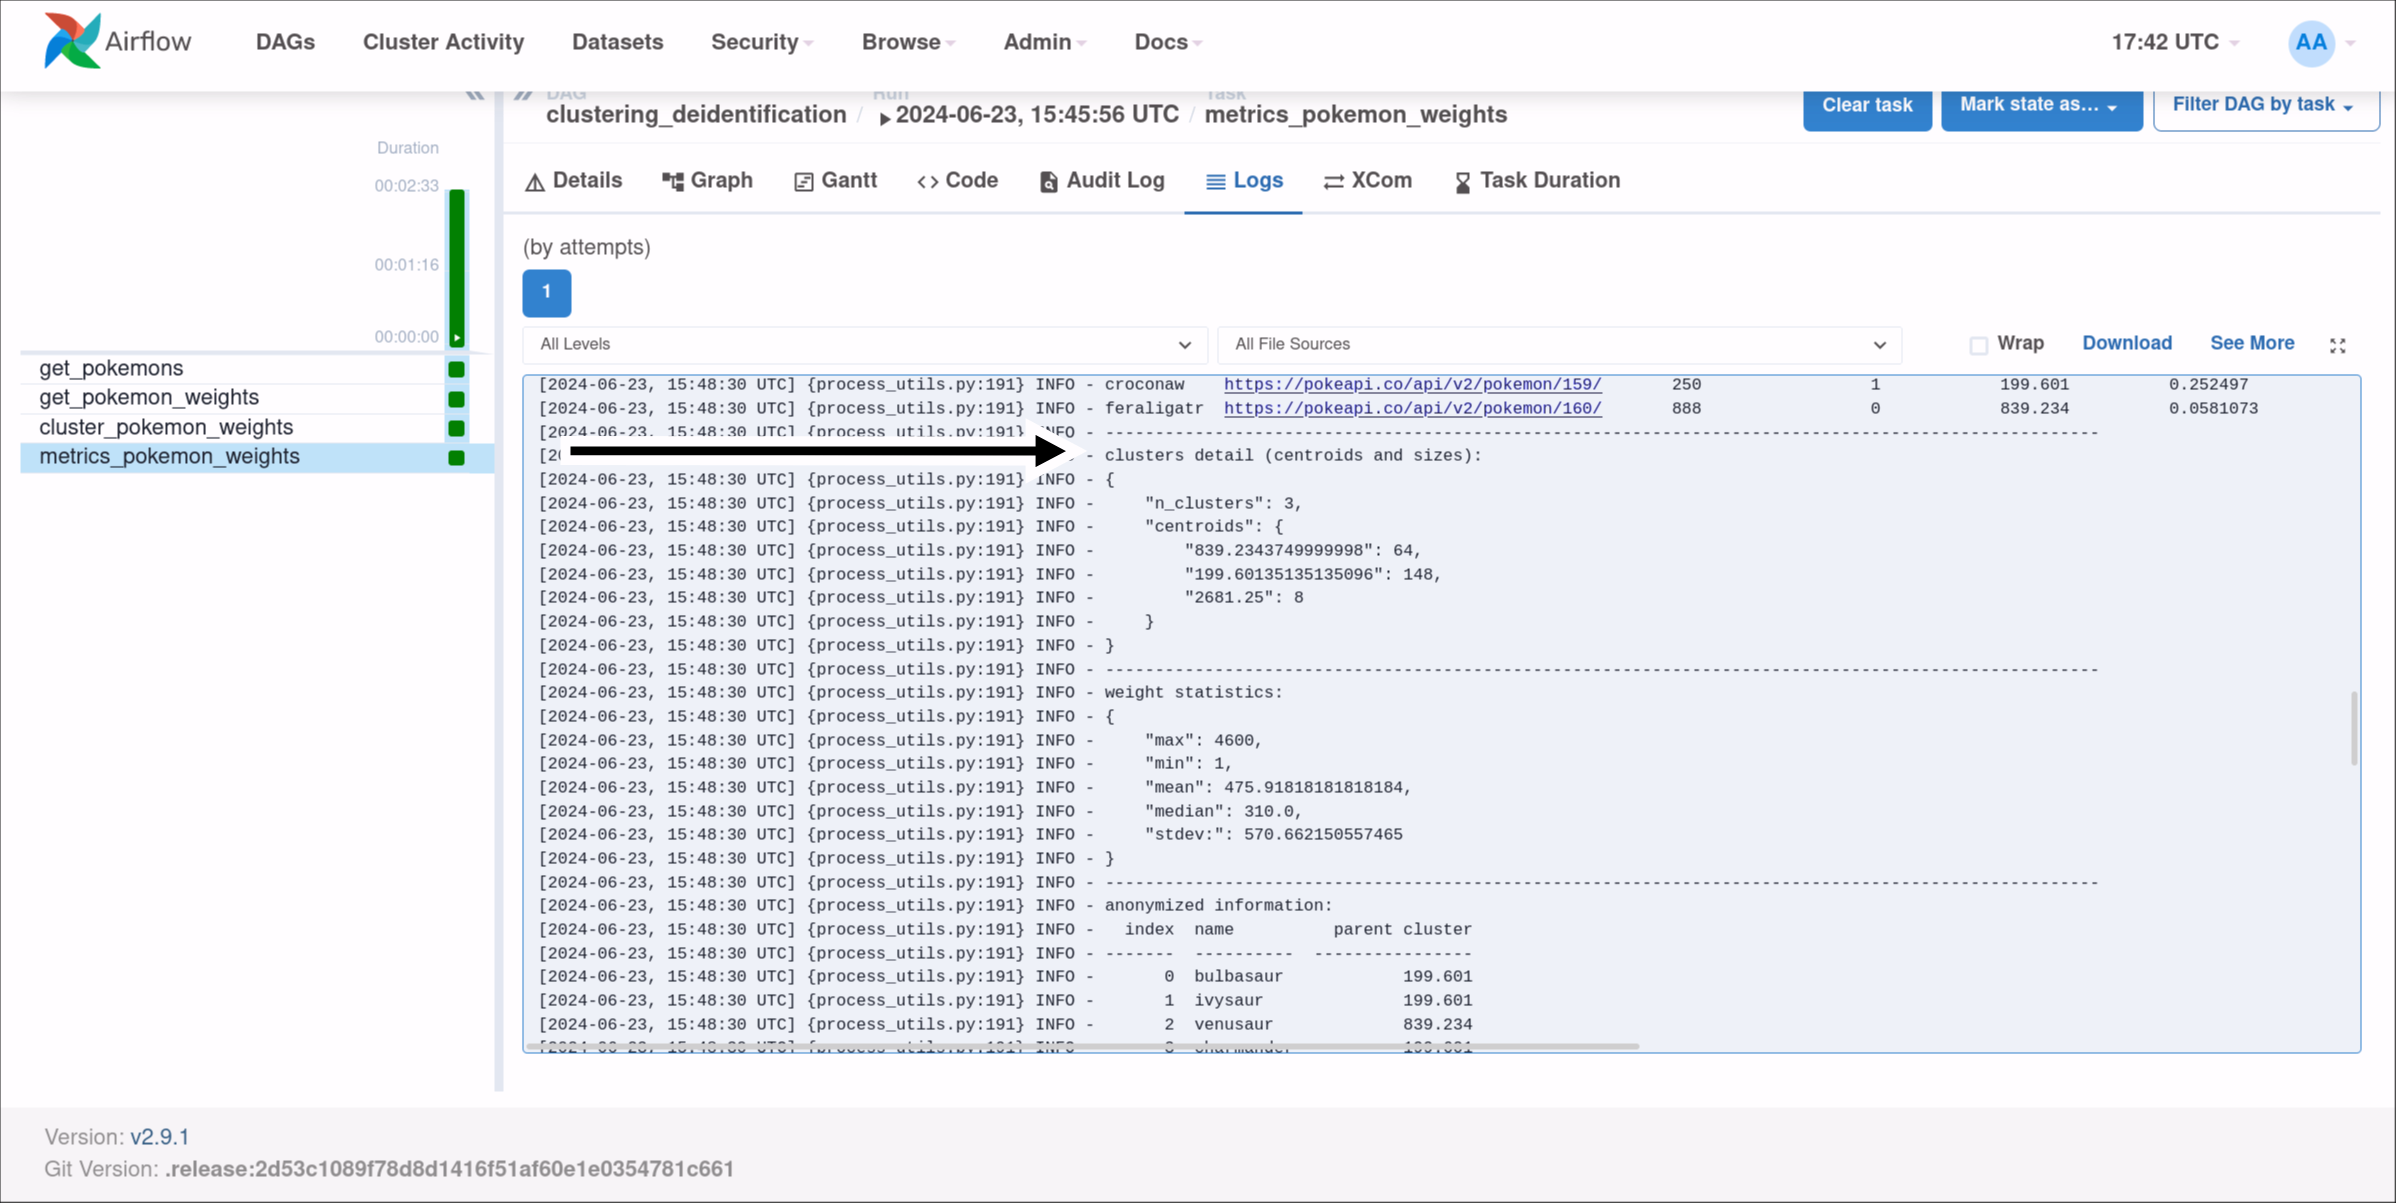 Airflow DAGs Cluster Activity Datasets Security Browse Admin Docs 17:42 UTC AA
DAG Run Task
clustering_deidentification / 2024-06-23, 15:45:56 UTC / metrics_pokemon_weights Clear task Mark state as... Filter DAG by task
Duration
00:02:33
00:01:16
00:00:00
get_pokemons
get_pokemon_weights
cluster_pokemon_weights
metrics_pokemon_weights
Details Graph Gantt Code Audit Log Logs XCom Task Duration
(by attempts)
1
All Levels All File Sources Wrap Download See More
[2024-06-23, 15:48:30 UTC] {process_utils.py:191} INFO - croconaw https://pokeapi.co/api/v2/pokemon/159/ 250 1 199.601 0.252497
[2024-06-23, 15:48:30 UTC] {process_utils.py:191} INFO - feraligatr https://pokeapi.co/api/v2/pokemon/160/ 888 0 839.234 0.0581073
[2024-06-23, 15:48:30 UTC] {process_utils.py:191} INFO - ----------------------------------------------------------------------------------------------------
[20 - clusters detail (centroids and sizes):
[2024-06-23, 15:48:30 UTC] {process_utils.py:191} INFO - {
[2024-06-23, 15:48:30 UTC] {process_utils.py:191} INFO - "n_clusters": 3,
[2024-06-23, 15:48:30 UTC] {process_utils.py:191} INFO - "centroids": {
[2024-06-23, 15:48:30 UTC] {process_utils.py:191} INFO - "839.2343749999998": 64,
[2024-06-23, 15:48:30 UTC] {process_utils.py:191} INFO - "199.60135135135096": 148,
[2024-06-23, 15:48:30 UTC] {process_utils.py:191} INFO - "2681.25": 8
[2024-06-23, 15:48:30 UTC] {process_utils.py:191} INFO - }
[2024-06-23, 15:48:30 UTC] {process_utils.py:191} INFO - }
[2024-06-23, 15:48:30 UTC] {process_utils.py:191} INFO - ----------------------------------------------------------------------------------------------------
[2024-06-23, 15:48:30 UTC] {process_utils.py:191} INFO - weight statistics:
[2024-06-23, 15:48:30 UTC] {process_utils.py:191} INFO - {
[2024-06-23, 15:48:30 UTC] {process_utils.py:191} INFO - "max": 4600,
[2024-06-23, 15:48:30 UTC] {process_utils.py:191} INFO - "min": 1,
[2024-06-23, 15:48:30 UTC] {process_utils.py:191} INFO - "mean": 475.91818181818184,
[2024-06-23, 15:48:30 UTC] {process_utils.py:191} INFO - "median": 310.0,
[2024-06-23, 15:48:30 UTC] {process_utils.py:191} INFO - "stdev:": 570.662150557465
[2024-06-23, 15:48:30 UTC] {process_utils.py:191} INFO - }
[2024-06-23, 15:48:30 UTC] {process_utils.py:191} INFO - ----------------------------------------------------------------------------------------------------
[2024-06-23, 15:48:30 UTC] {process_utils.py:191} INFO - anonymized information:
[2024-06-23, 15:48:30 UTC] {process_utils.py:191} INFO - index name parent cluster
[2024-06-23, 15:48:30 UTC] {process_utils.py:191} INFO - ------- ---------- ----------------
[2024-06-23, 15:48:30 UTC] {process_utils.py:191} INFO - 0 bulbasaur 199.601
[2024-06-23, 15:48:30 UTC] {process_utils.py:191} INFO - 1 ivysaur 199.601
[2024-06-23, 15:48:30 UTC] {process_utils.py:191} INFO - 2 venusaur 839.234
[2024-06-23, 15:48:30 UTC] {process_utils.py:191} INFO - 3 charmander 199.601
Version: v2.9.1
Git Version: .release:2d53c1089f78d8d1416f51af60e1e0354781c661